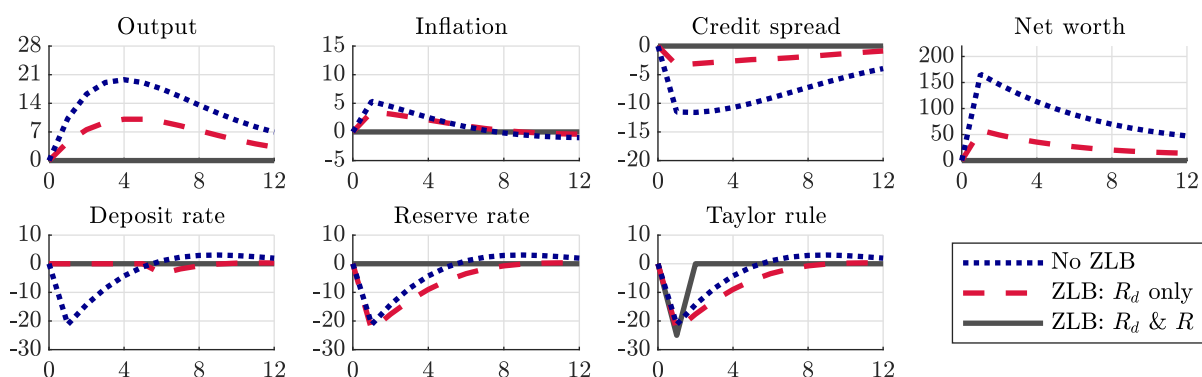 Output
28
21
14
7
0
0 4 8 12
Inflation
15
10
5
0
-5
0 4 8 12
Credit spread
0
-5
-10
-15
-20
0 4 8 12
Net worth
200
150
100
50
0
0 4 8 12
Deposit rate
10
0
-10
-20
-30
0 4 8 12
Reserve rate
10
0
-10
-20
-30
0 4 8 12
Taylor rule
10
0
-10
-20
-30
0 4 8 12
No ZLB
ZLB: R_d only
ZLB: R_d & R